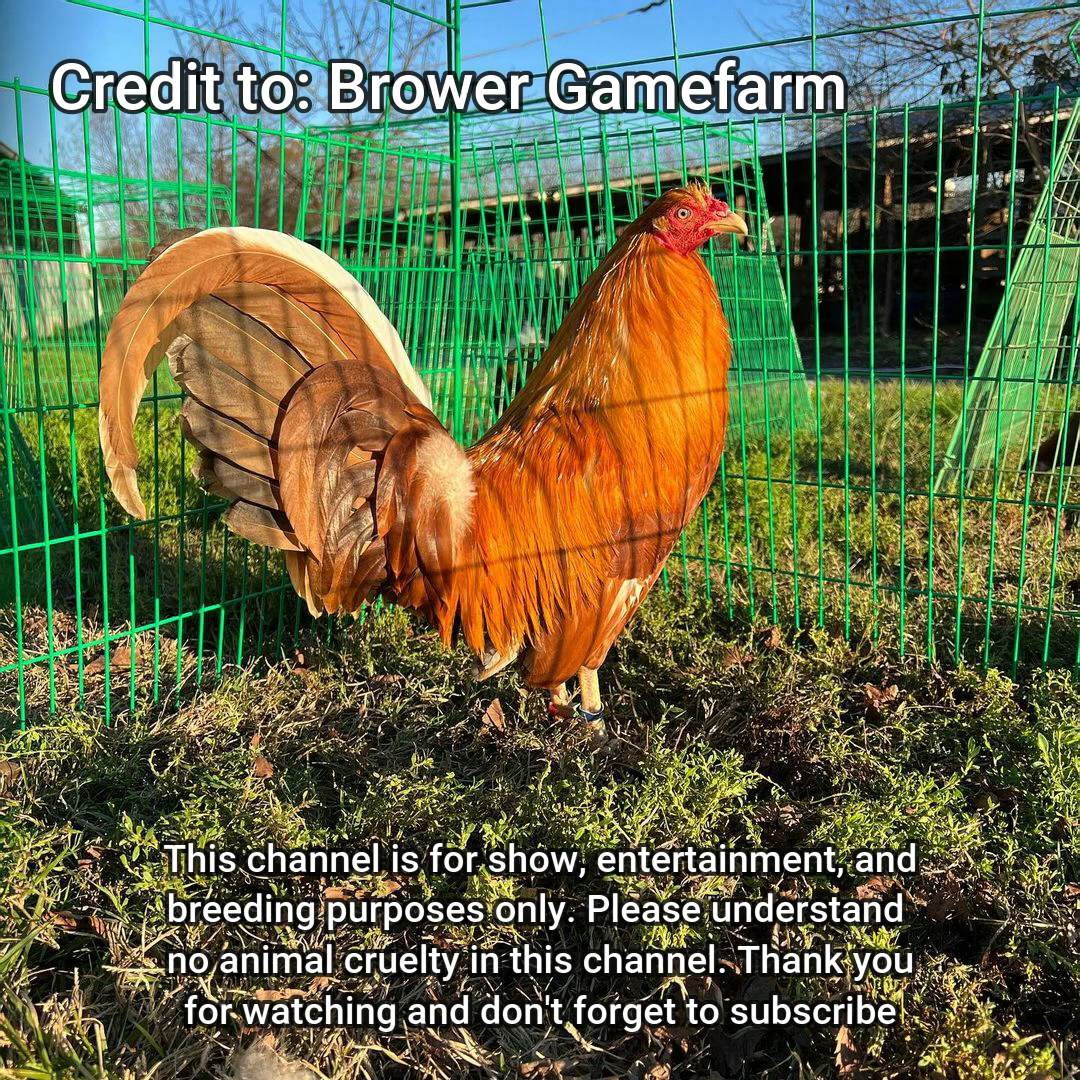 Credit to: Brower Gamefarm
This channel is for show, entertainment, and
breeding purposes only. Please understand
no animal cruelty in this channel. Thank you
for watching and don't forget to subscribe